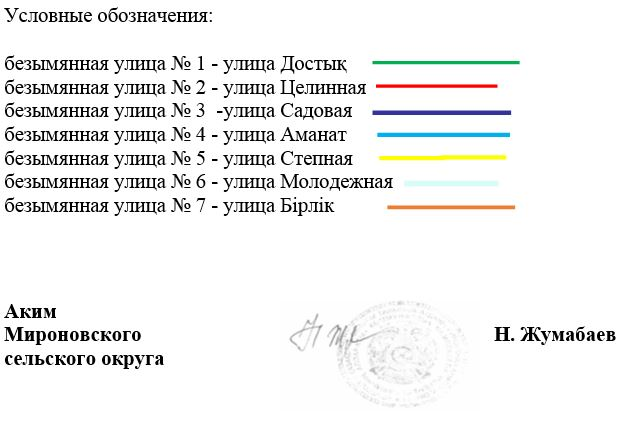 Условные обозначения:
безымянная улица № 1 - улица Достық
безымянная улица № 2 - улица Целинная
безымянная улица № 3 -улица Садовая
безымянная улица № 4 - улица Аманат
безымянная улица № 5 - улица Степная
безымянная улица № 6 - улица Молодежная
безымянная улица № 7 - улица Бірлік
Аким
Мироновского
сельского округа
Н. Жумабаев